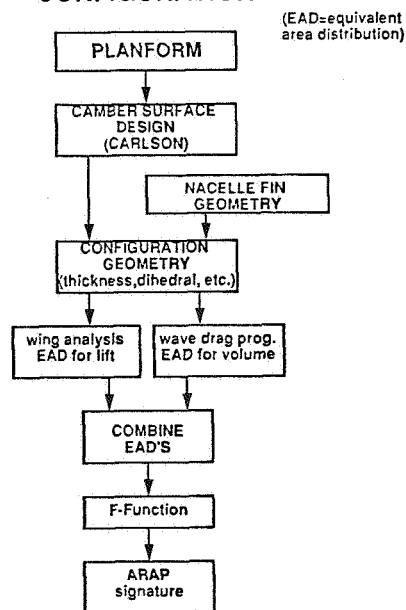 (EAD=equivalent
area distribution)
PLANFORM
CAMBER SURFACE
DESIGN
(CARLSON)
NACELLE FIN
GEOMETRY
CONFIGURATION
GEOMETRY
(thickness,dihedral, etc.)
wing analysis
EAD for lift
wave drag prog.
EAD for volume
COMBINE
EAD'S
F-Function
ARAP
signature